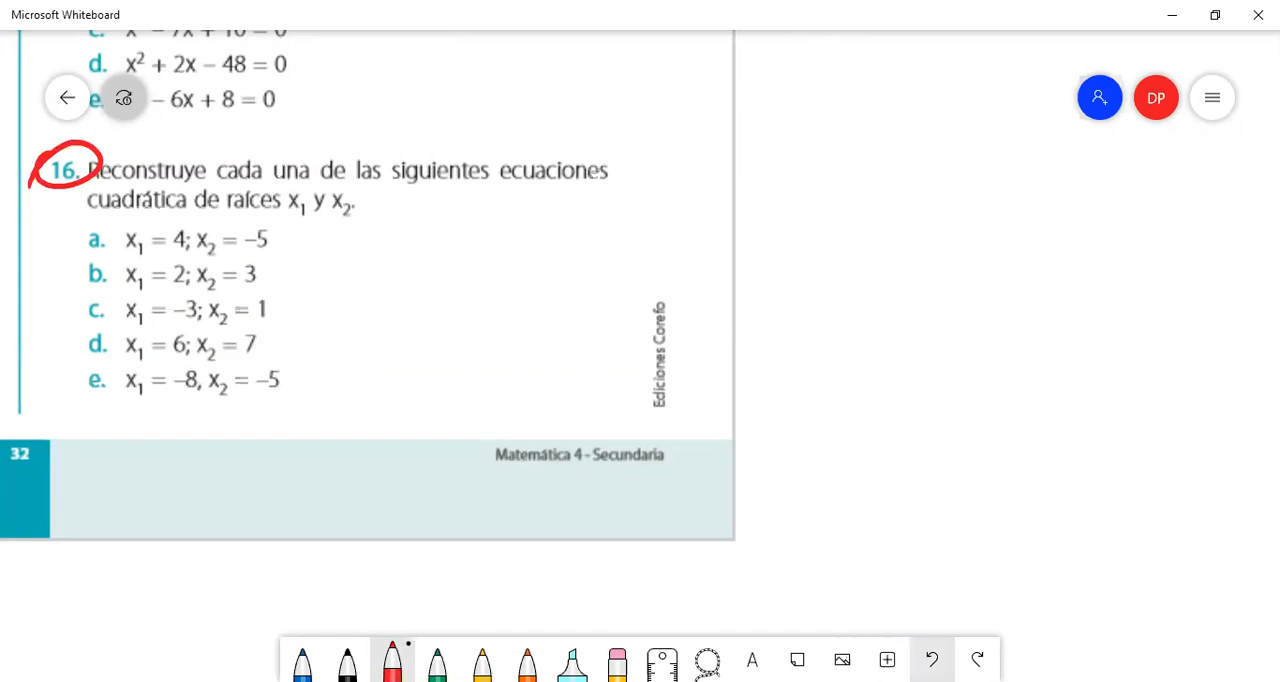 Microsoft Whiteboard
d. x² + 2x – 48 = 0
e. – 6x + 8 = 0
DP
16. Reconstruye cada una de las siguientes ecuaciones
cuadrática de raíces x₁ y x₂.
a. x₁ = 4; x₂ = –5
b. x₁ = 2; x₂ = 3
c. x₁ = –3; x₂ = 1
d. x₁ = 6; x₂ = 7
e. x₁ = –8, x₂ = –5
Ediciones Corefo
32
Matemática 4 - Secundaria
A